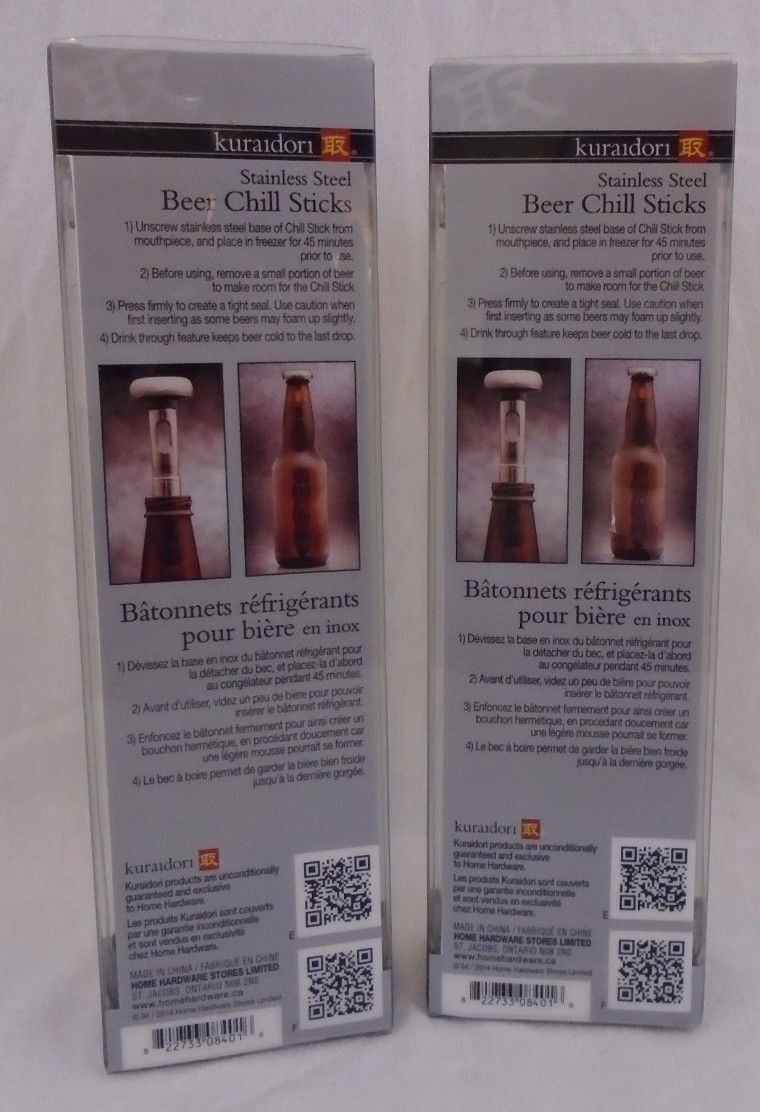 取
kuraidori 取®
Stainless Steel
Beer Chill Sticks
1) Unscrew stainless steel base of Chill Stick from
mouthpiece, and place in freezer for 45 minutes
prior to use.
2) Before using, remove a small portion of beer
to make room for the Chill Stick
3) Press firmly to create a tight seal. Use caution when
first inserting as some beers may foam up slightly.
4) Drink through feature keeps beer cold to the last drop.
Bâtonnets réfrigérants
pour bière en inox
1) Dévissez la base en inox du bâtonnet réfrigérant pour
la détacher du bec, et placez-la d'abord
au congélateur pendant 45 minutes.
2) Avant d'utiliser, videz un peu de bière pour pouvoir
insérer le bâtonnet réfrigérant.
3) Enfoncez le bâtonnet fermement pour ainsi créer un
bouchon hermétique, en procédant doucement car
une légère mousse pourrait se former.
4) Le bec à boire permet de garder la bière bien froide
jusqu'à la dernière gorgée.
kuraidori 取
Kuraidori products are unconditionally
guaranteed and exclusive
to Home Hardware.
Les produits Kuraidori sont couverts
par une garantie inconditionnelle
et sont vendus en exclusivité
chez Home Hardware.
E
MADE IN CHINA / FABRIQUÉ EN CHINE
HOME HARDWARE STORES LIMITED
ST. JACOBS, ONTARIO N0B 2N0
www.homehardware.ca
© 04 / 2014 Home Hardware Stores Limited
F
8 22733 08401 6
取
kuraidori 取®
Stainless Steel
Beer Chill Sticks
1) Unscrew stainless steel base of Chill Stick from
mouthpiece, and place in freezer for 45 minutes
prior to use.
2) Before using, remove a small portion of beer
to make room for the Chill Stick
3) Press firmly to create a tight seal. Use caution when
first inserting as some beers may foam up slightly.
4) Drink through feature keeps beer cold to the last drop.
Bâtonnets réfrigérants
pour bière en inox
1) Dévissez la base en inox du bâtonnet réfrigérant pour
la détacher du bec, et placez-la d'abord
au congélateur pendant 45 minutes.
2) Avant d'utiliser, videz un peu de bière pour pouvoir
insérer le bâtonnet réfrigérant.
3) Enfoncez le bâtonnet fermement pour ainsi créer un
bouchon hermétique, en procédant doucement car
une légère mousse pourrait se former.
4) Le bec à boire permet de garder la bière bien froide
jusqu'à la dernière gorgée.
kuraidori 取
Kuraidori products are unconditionally
guaranteed and exclusive
to Home Hardware.
Les produits Kuraidori sont couverts
par une garantie inconditionnelle
et sont vendus en exclusivité
chez Home Hardware.
E
MADE IN CHINA / FABRIQUÉ EN CHINE
HOME HARDWARE STORES LIMITED
ST. JACOBS, ONTARIO N0B 2N0
www.homehardware.ca
© 04 / 2014 Home Hardware Stores Limited
F
8 22733 08401 6